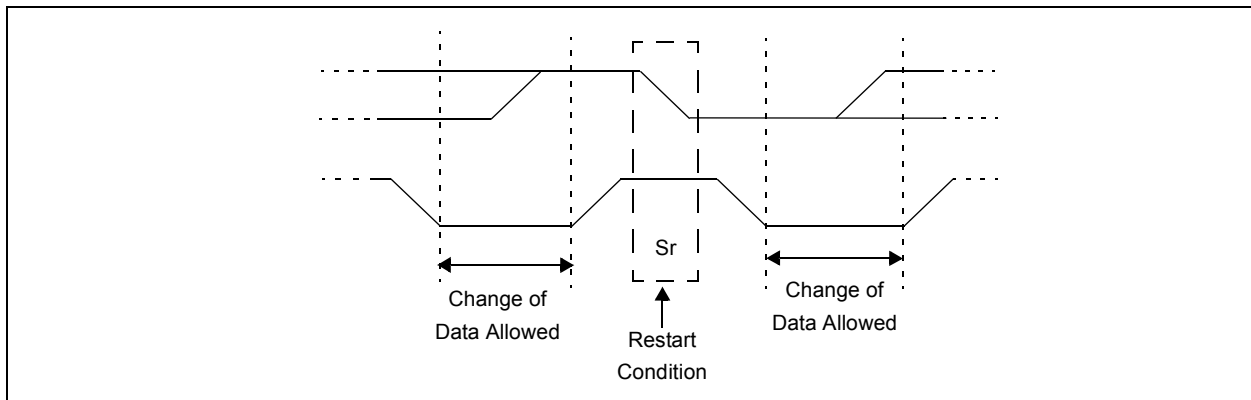 Sr
Change of
Data Allowed
Restart
Condition
Change of
Data Allowed